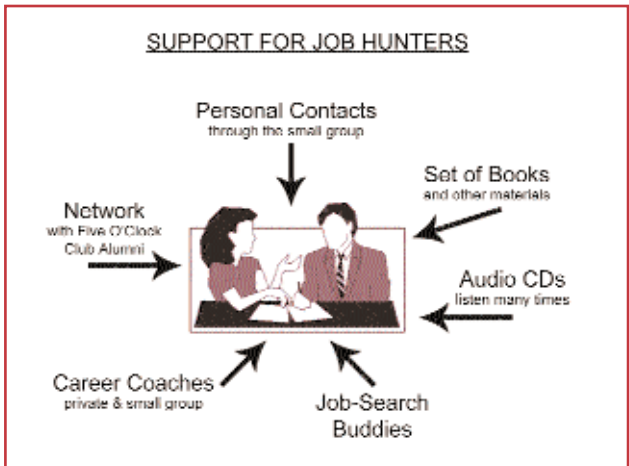 SUPPORT FOR JOB HUNTERS
Personal Contacts
through the small group
Set of Books
and other materials
Network
with Five O'Clock
Club Alumni
Audio CDs
listen many times
Career Coaches
private & small group
Job-Search
Buddies